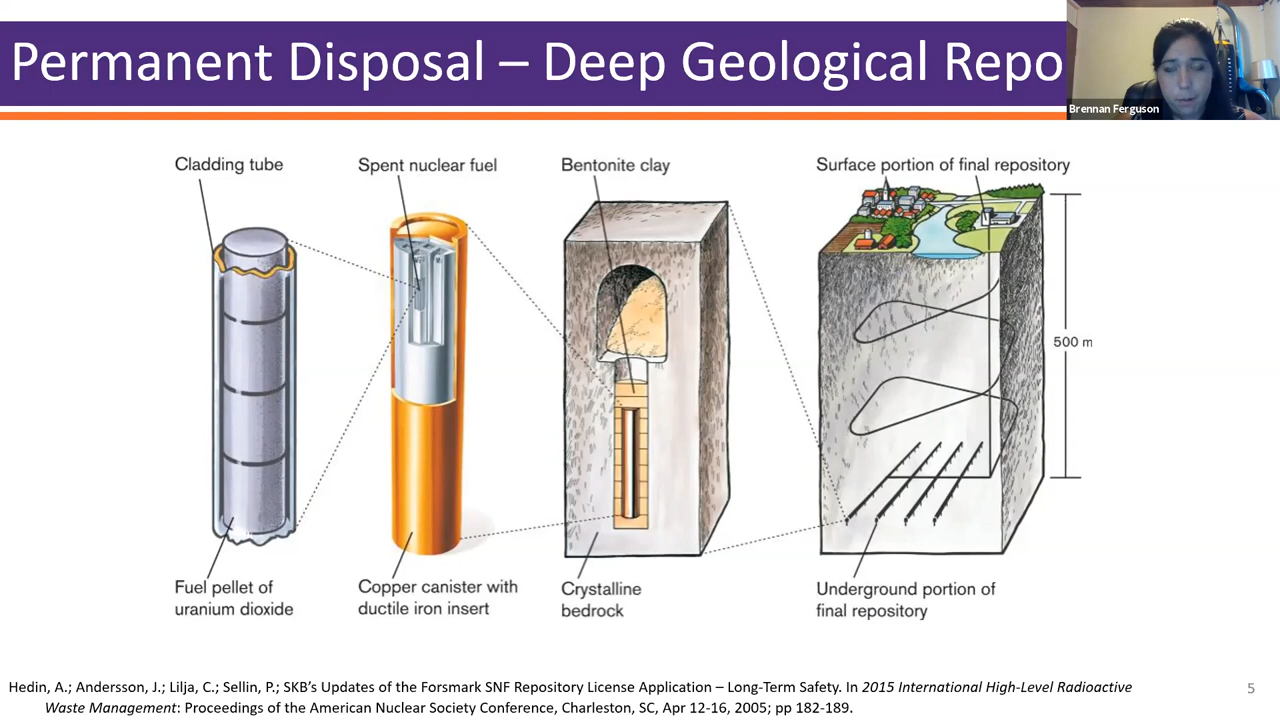 Permanent Disposal – Deep Geological Repo
Brennan Ferguson
Cladding tube
Spent nuclear fuel
Bentonite clay
Surface portion of final repository
500 m
Fuel pellet of
uranium dioxide
Copper canister with
ductile iron insert
Crystalline
bedrock
Underground portion of
final repository
Hedin, A.; Andersson, J.; Lilja, C.; Sellin, P.; SKB’s Updates of the Forsmark SNF Repository License Application – Long-Term Safety. In 2015 International High-Level Radioactive
Waste Management: Proceedings of the American Nuclear Society Conference, Charleston, SC, Apr 12-16, 2005; pp 182-189.
5